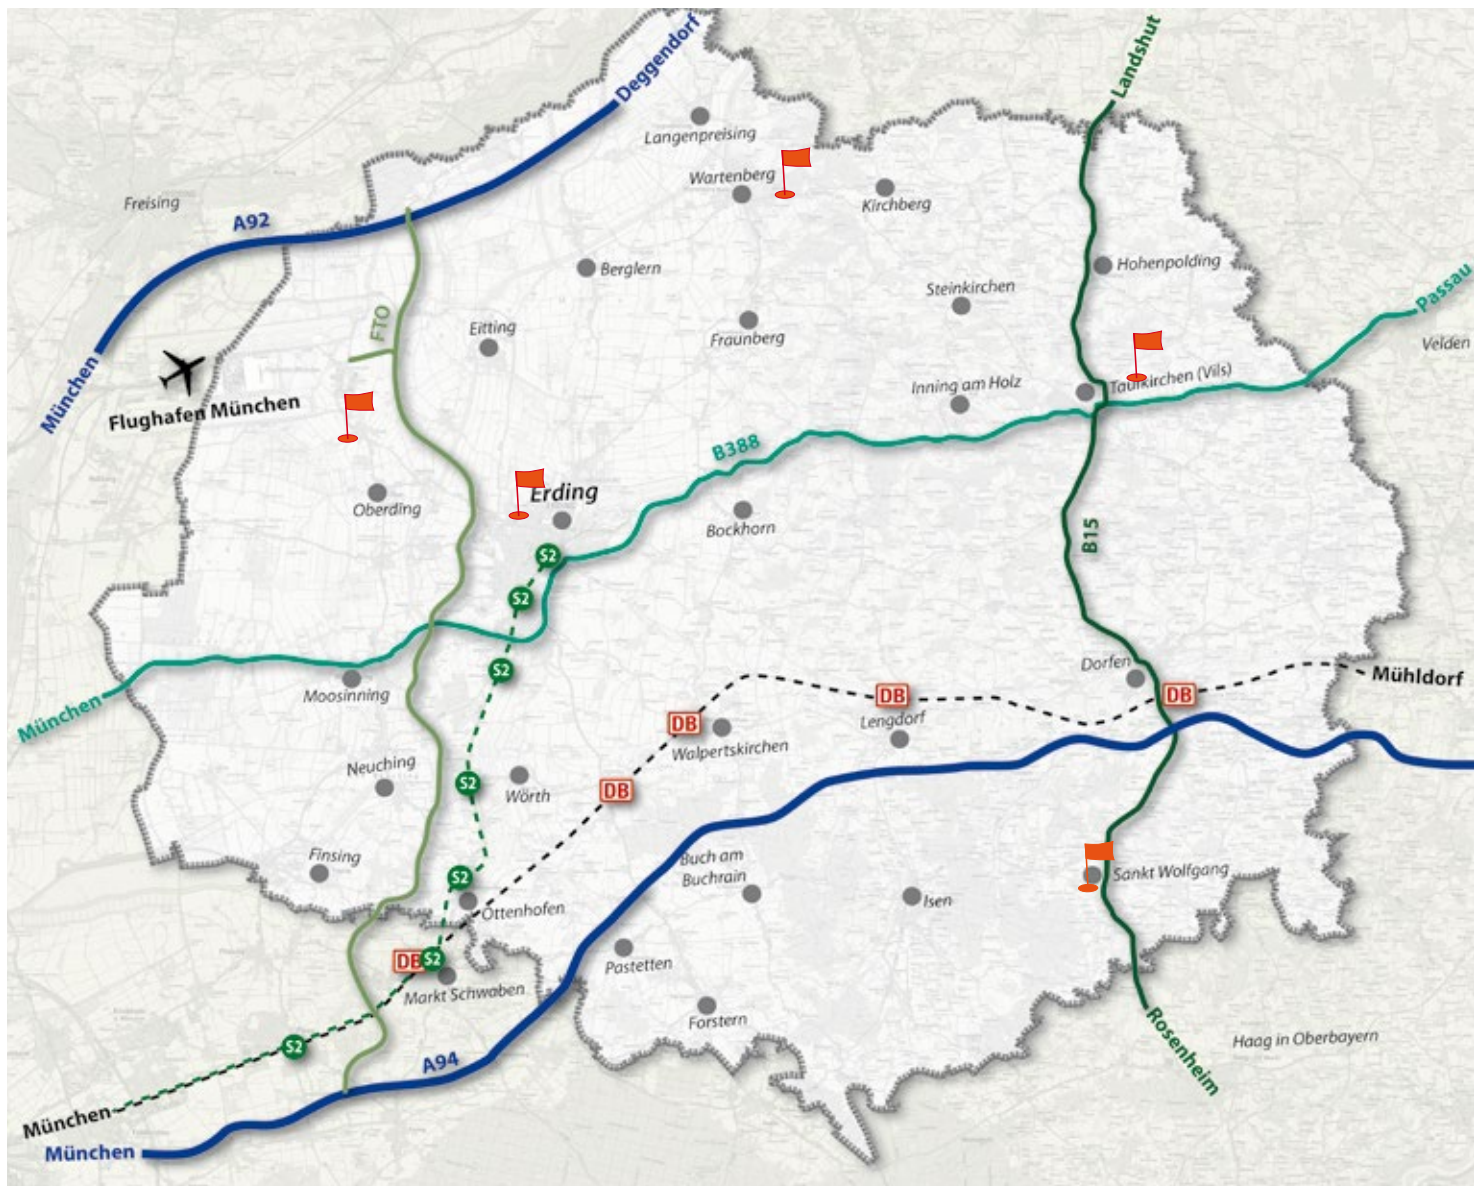 Deggendorf
Landshut
Langenpreising
Wartenberg
Kirchberg
Freising
A92
Berglern
Hohenpolding
Steinkirchen
Passau
FTO
Eitting
Fraunberg
Velden
München
Flughafen München
Inning am Holz
Taufkirchen (Vils)
B388
Erding
Oberding
Bockhorn
B15
S2
S2
S2
Dorfen
Mühldorf
Moosinning
München
DB
DB
DB
Lengdorf
Walpertskirchen
Neuching
S2
Wörth
DB
Finsing
S2
Buch am
Buchrain
Sankt Wolfgang
Isen
Ottenhofen
DB
S2
Pastetten
Markt Schwaben
Forstern
Rosenheim
Haag in Oberbayern
S2
A94
München
München